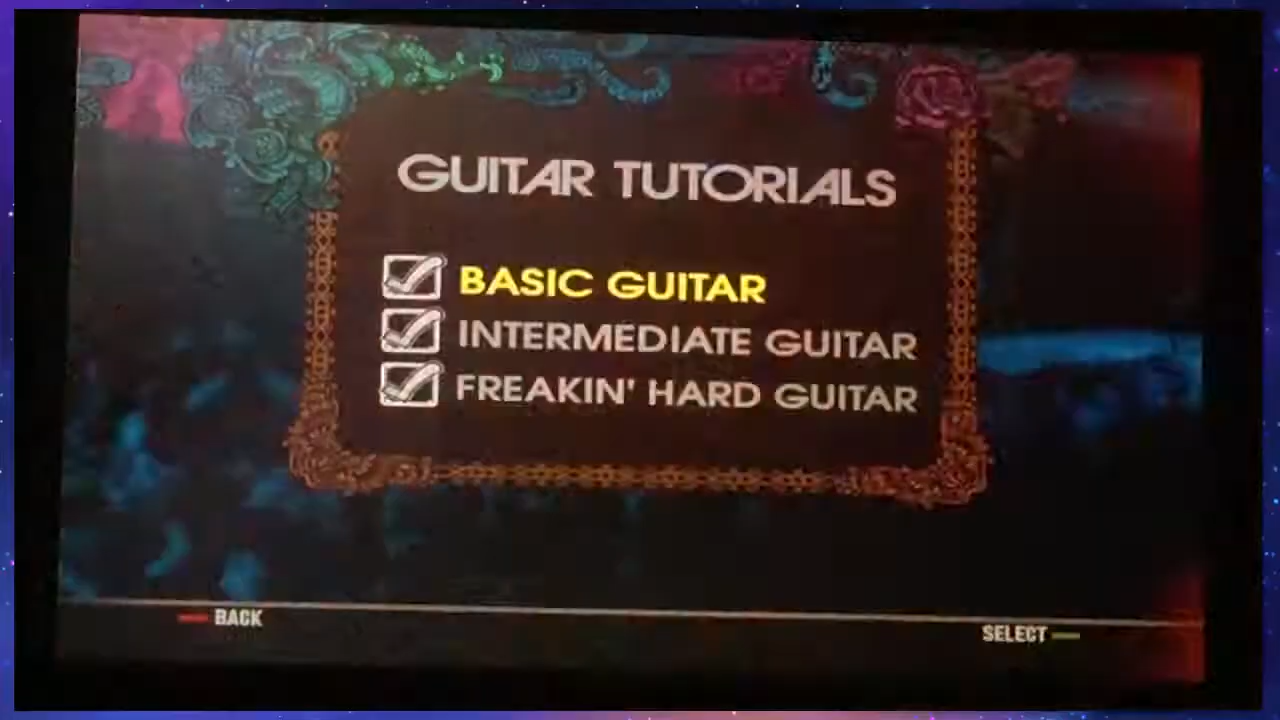 GUITAR TUTORIALS
BASIC GUITAR
INTERMEDIATE GUITAR
FREAKIN' HARD GUITAR
BACK
SELECT